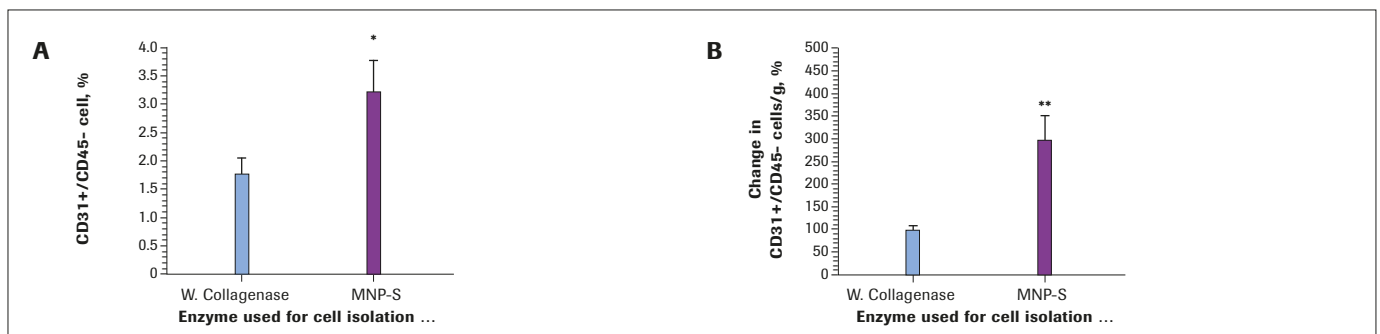 A
CD31+/CD45- cell, %
4.0
3.5
3.0
2.5
2.0
1.5
1.0
0.5
0
*
W. Collagenase MNP-S
Enzyme used for cell isolation ...
B
Change in
CD31+/CD45- cells/g, %
500
450
400
350
300
250
200
150
100
50
0
**
W. Collagenase MNP-S
Enzyme used for cell isolation ...